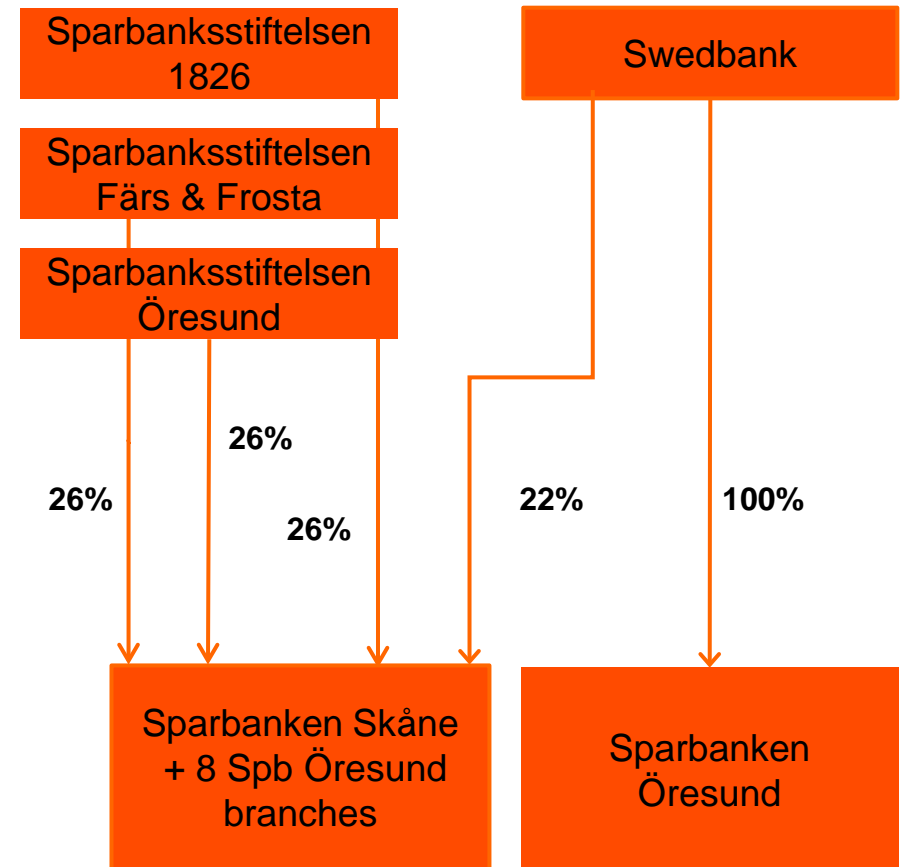 Sparbanksstiftelsen
1826
Swedbank
Sparbanksstiftelsen
Färs & Frosta
Sparbanksstiftelsen
Öresund
26%
26%
26%
22%
100%
Sparbanken Skåne
+ 8 Spb Öresund
branches
Sparbanken
Öresund